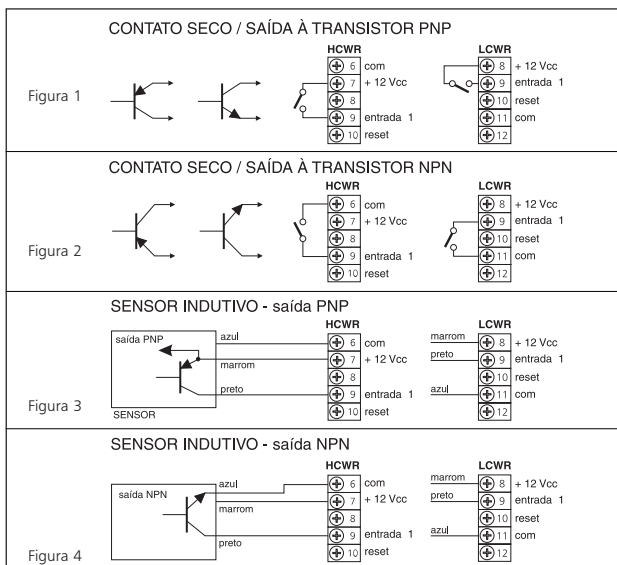 CONTATO SECO / SAÍDA À TRANSISTOR PNP
HCWR
LCWR
6 com
7 + 12 Vcc
8
9 entrada 1
10 reset
8 + 12 Vcc
9 entrada 1
10 reset
11 com
12
Figura 1
CONTATO SECO / SAÍDA À TRANSISTOR NPN
HCWR
LCWR
6 com
7 + 12 Vcc
8
9 entrada 1
10 reset
8 + 12 Vcc
9 entrada 1
10 reset
11 com
12
Figura 2
SENSOR INDUTIVO - saída PNP
HCWR
LCWR
saída PNP
azul
marrom
preto
SENSOR
6 com
7 + 12 Vcc
8
9 entrada 1
10 reset
marrom
preto
azul
8 + 12 Vcc
9 entrada 1
10 reset
11 com
12
Figura 3
SENSOR INDUTIVO - saída NPN
HCWR
LCWR
saída NPN
azul
marrom
preto
6 com
7 + 12 Vcc
8
9 entrada 1
10 reset
marrom
preto
azul
8 + 12 Vcc
9 entrada 1
10 reset
11 com
12
Figura 4